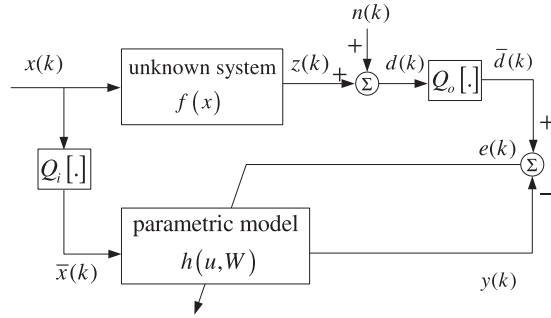 n(k)
x(k)
unknown system
f(x)
z(k)
+
+
Σ
d(k)
Q_o[.]
d̅(k)
+
Q_i[.]
e(k)
Σ
−
parametric model
h(u,W)
x̅(k)
y(k)